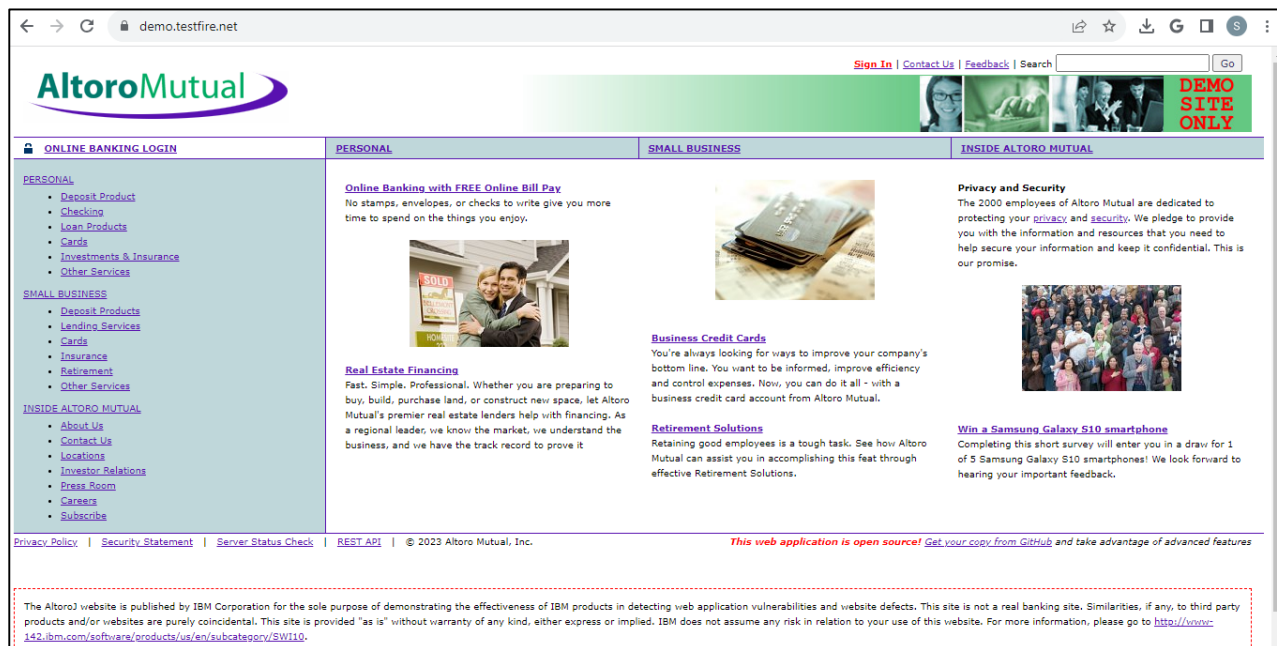 demo.testfire.net
S
Sign In | Contact Us | Feedback | Search Go
AltoroMutual
DEMO
SITE
ONLY
ONLINE BANKING LOGIN
PERSONAL
SMALL BUSINESS
INSIDE ALTORO MUTUAL
PERSONAL
Deposit Product
Checking
Loan Products
Cards
Investments & Insurance
Other Services
SMALL BUSINESS
Deposit Products
Lending Services
Cards
Insurance
Retirement
Other Services
INSIDE ALTORO MUTUAL
About Us
Contact Us
Locations
Investor Relations
Press Room
Careers
Subscribe
Online Banking with FREE Online Bill Pay
No stamps, envelopes, or checks to write give you more
time to spend on the things you enjoy.
SOLD
Real Estate Financing
Fast. Simple. Professional. Whether you are preparing to
buy, build, purchase land, or construct new space, let Altoro
Mutual's premier real estate lenders help with financing. As
a regional leader, we know the market, we understand the
business, and we have the track record to prove it
Business Credit Cards
You're always looking for ways to improve your company's
bottom line. You want to be informed, improve efficiency
and control expenses. Now, you can do it all - with a
business credit card account from Altoro Mutual.
Retirement Solutions
Retaining good employees is a tough task. See how Altoro
Mutual can assist you in accomplishing this feat through
effective Retirement Solutions.
Privacy and Security
The 2000 employees of Altoro Mutual are dedicated to
protecting your privacy and security. We pledge to provide
you with the information and resources that you need to
help secure your information and keep it confidential. This is
our promise.
Win a Samsung Galaxy S10 smartphone
Completing this short survey will enter you in a draw for 1
of 5 Samsung Galaxy S10 smartphones! We look forward to
hearing your important feedback.
Privacy Policy | Security Statement | Server Status Check | REST API | © 2023 Altoro Mutual, Inc.
This web application is open source! Get your copy from GitHub and take advantage of advanced features
The AltoroJ website is published by IBM Corporation for the sole purpose of demonstrating the effectiveness of IBM products in detecting web application vulnerabilities and website defects. This site is not a real banking site. Similarities, if any, to third party
products and/or websites are purely coincidental. This site is provided "as is" without warranty of any kind, either express or implied. IBM does not assume any risk in relation to your use of this website. For more information, please go to http://www-
142.ibm.com/software/products/us/en/subcategory/SWI10.